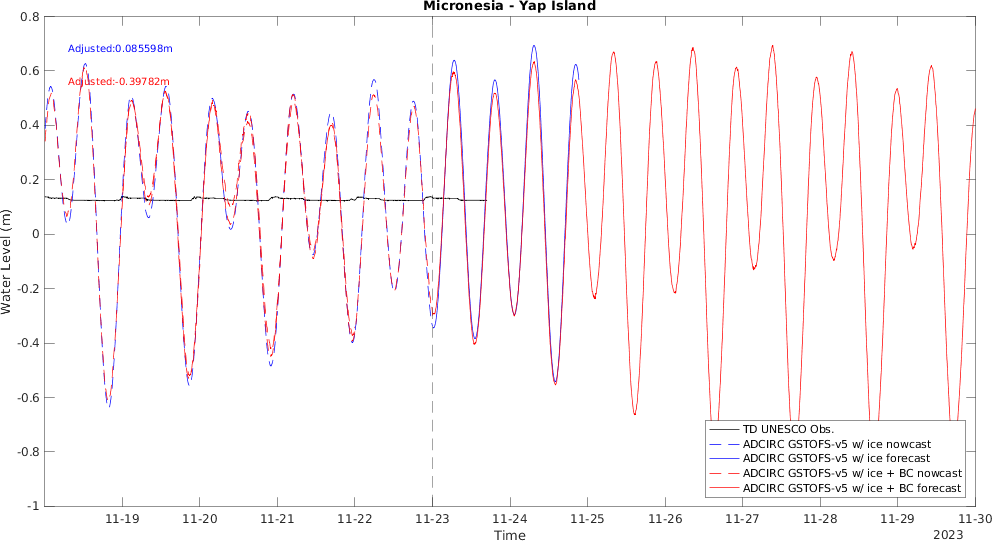 Micronesia - Yap Island
0.8
0.6
0.4
0.2
0
-0.2
-0.4
-0.6
-0.8
-1
Water Level (m)
Adjusted:0.085598m
Adjusted:-0.39782m
TD UNESCO Obs.
ADCIRC GSTOFS-v5 w/ ice nowcast
ADCIRC GSTOFS-v5 w/ ice forecast
ADCIRC GSTOFS-v5 w/ ice + BC nowcast
ADCIRC GSTOFS-v5 w/ ice + BC forecast
11-19 11-20 11-21 11-22 11-23 11-24 11-25 11-26 11-27 11-28 11-29 11-30
Time
2023